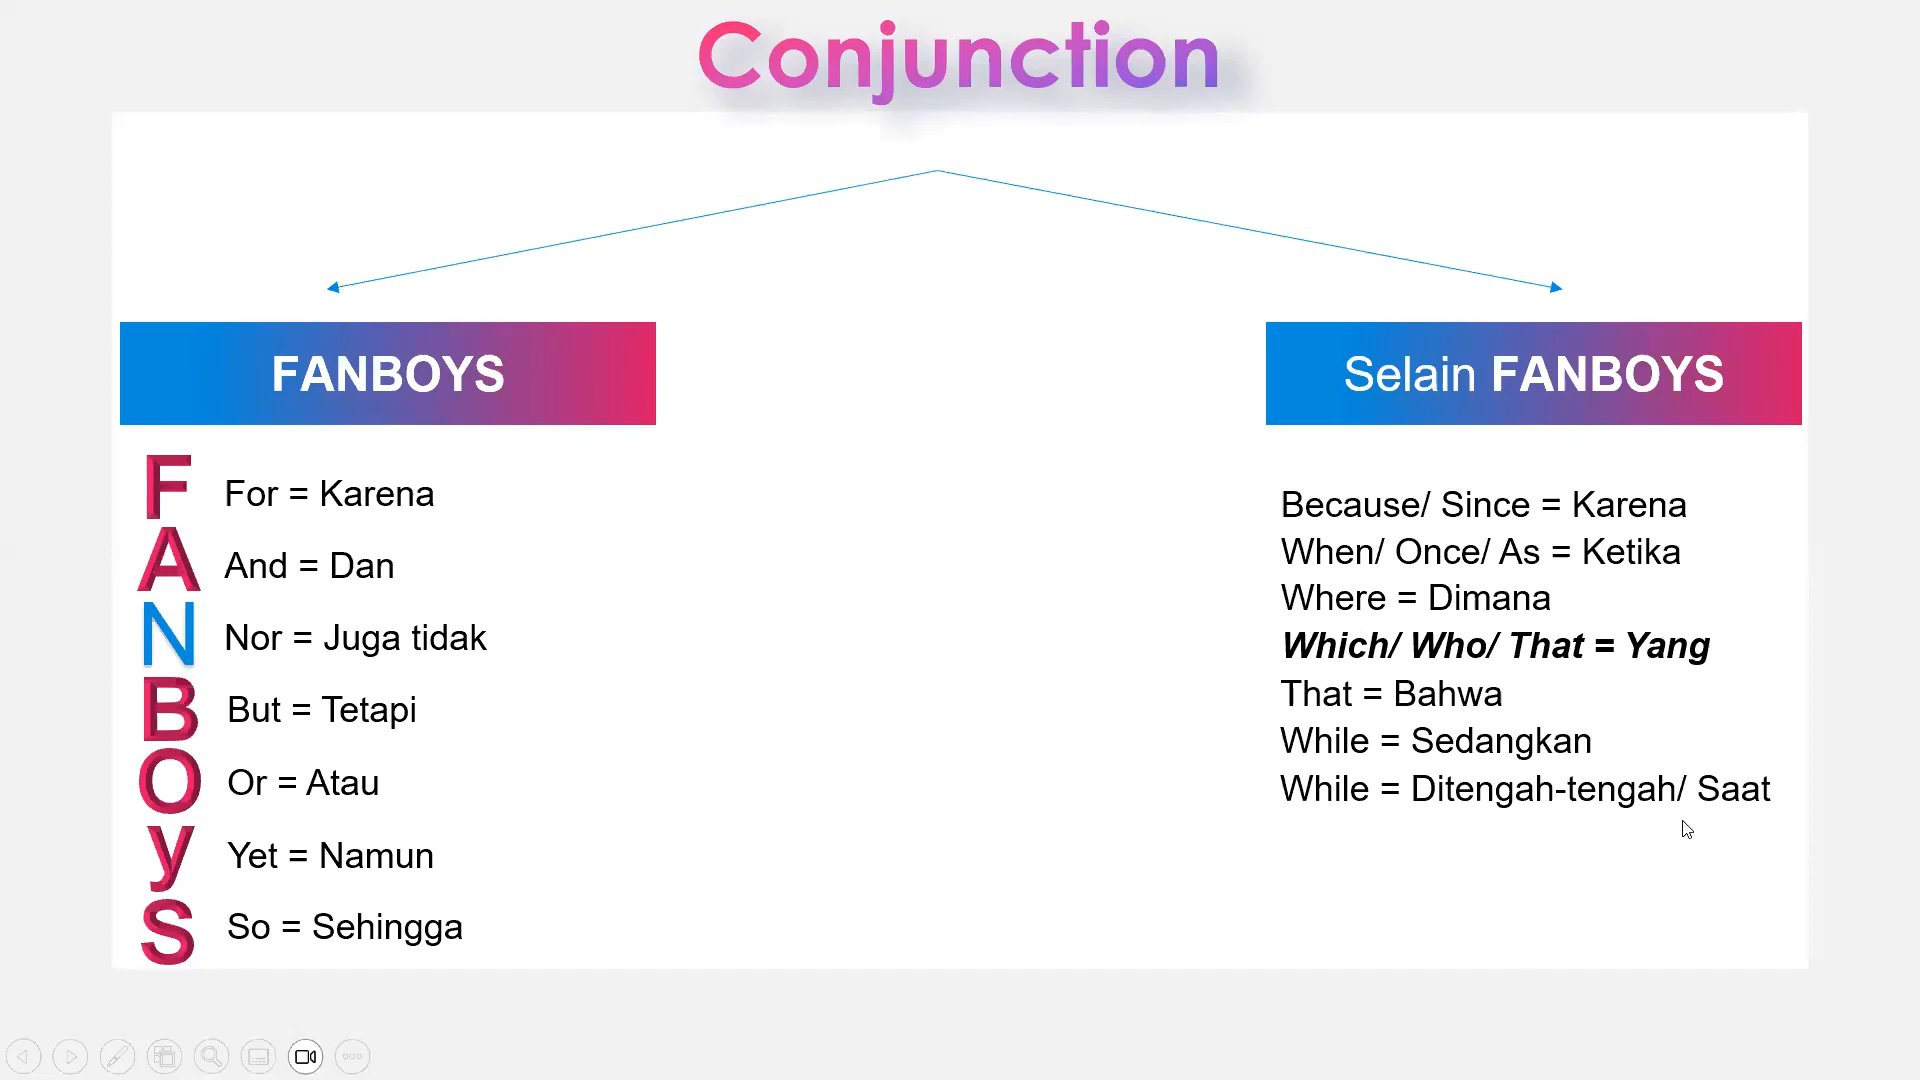 Conjunction
FANBOYS
F For = Karena
A And = Dan
N Nor = Juga tidak
B But = Tetapi
O Or = Atau
y Yet = Namun
S So = Sehingga
Selain FANBOYS
Because/ Since = Karena
When/ Once/ As = Ketika
Where = Dimana
Which/ Who/ That = Yang
That = Bahwa
While = Sedangkan
While = Ditengah-tengah/ Saat